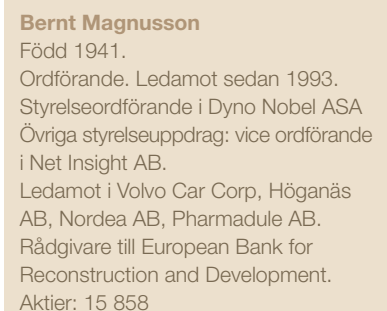 Bernt Magnusson
Född 1941.
Ordförande. Ledamot sedan 1993.
Styrelseordförande i Dyno Nobel ASA
Övriga styrelseuppdrag: vice ordförande
i Net Insight AB.
Ledamot i Volvo Car Corp, Höganäs
AB, Nordea AB, Pharmadule AB.
Rådgivare till European Bank for
Reconstruction and Development.
Aktier: 15 858